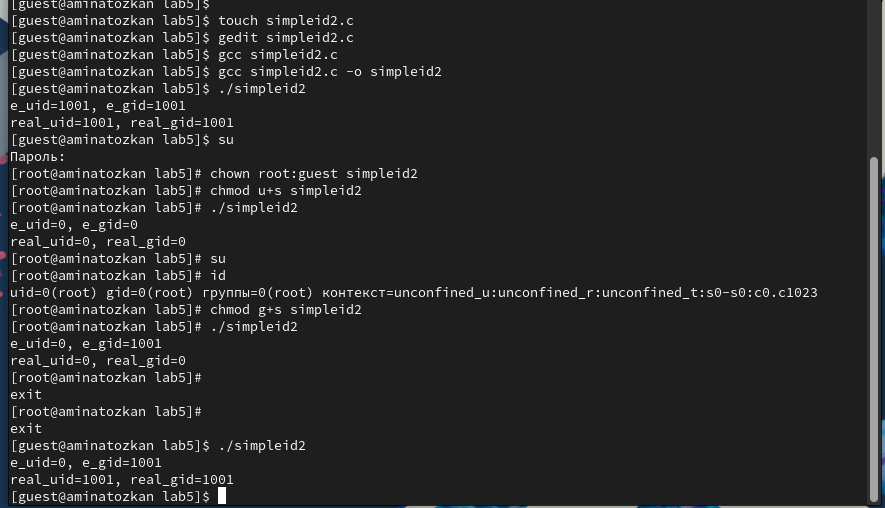 [guest@aminatozkan lab5]$
[guest@aminatozkan lab5]$ touch simpleid2.c
[guest@aminatozkan lab5]$ gedit simpleid2.c
[guest@aminatozkan lab5]$ gcc simpleid2.c
[guest@aminatozkan lab5]$ gcc simpleid2.c -o simpleid2
[guest@aminatozkan lab5]$ ./simpleid2
e_uid=1001, e_gid=1001
real_uid=1001, real_gid=1001
[guest@aminatozkan lab5]$ su
Пароль:
[root@aminatozkan lab5]# chown root:guest simpleid2
[root@aminatozkan lab5]# chmod u+s simpleid2
[root@aminatozkan lab5]# ./simpleid2
e_uid=0, e_gid=0
real_uid=0, real_gid=0
[root@aminatozkan lab5]# su
[root@aminatozkan lab5]# id
uid=0(root) gid=0(root) группы=0(root) контекст=unconfined_u:unconfined_r:unconfined_t:s0-s0:c0.c1023
[root@aminatozkan lab5]# chmod g+s simpleid2
[root@aminatozkan lab5]# ./simpleid2
e_uid=0, e_gid=1001
real_uid=0, real_gid=0
[root@aminatozkan lab5]#
exit
[root@aminatozkan lab5]#
exit
[guest@aminatozkan lab5]$ ./simpleid2
e_uid=0, e_gid=1001
real_uid=1001, real_gid=1001
[guest@aminatozkan lab5]$